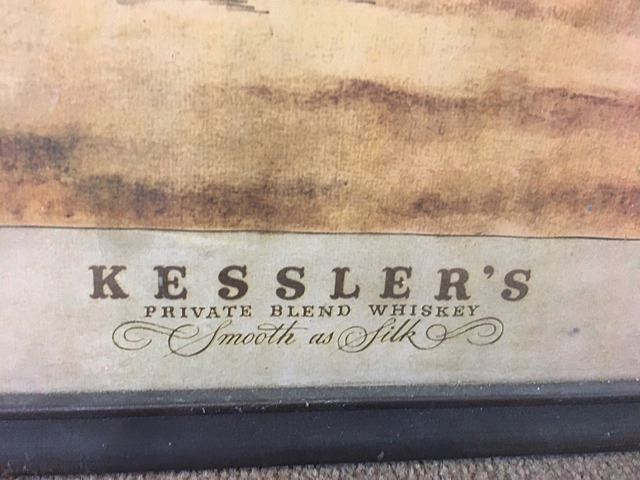 KESSLER'S
PRIVATE BLEND WHISKEY
Smooth as Silk